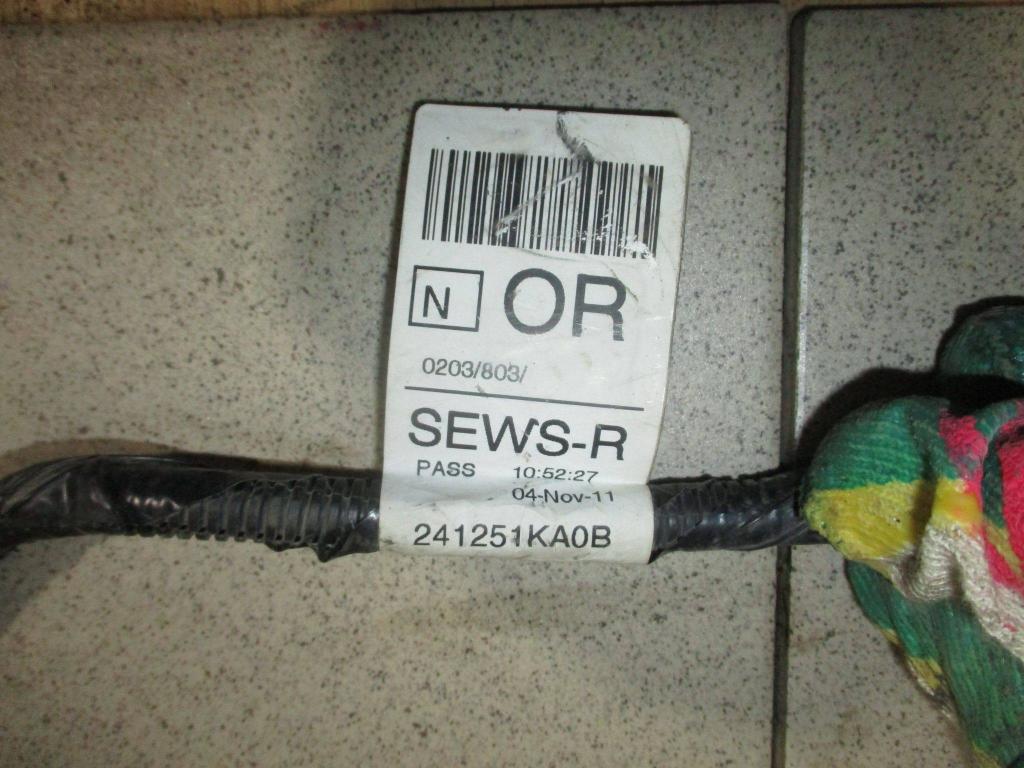 N OR
0203/803/
SEWS-R
PASS 10:52:27
04-Nov-11
241251KA0B